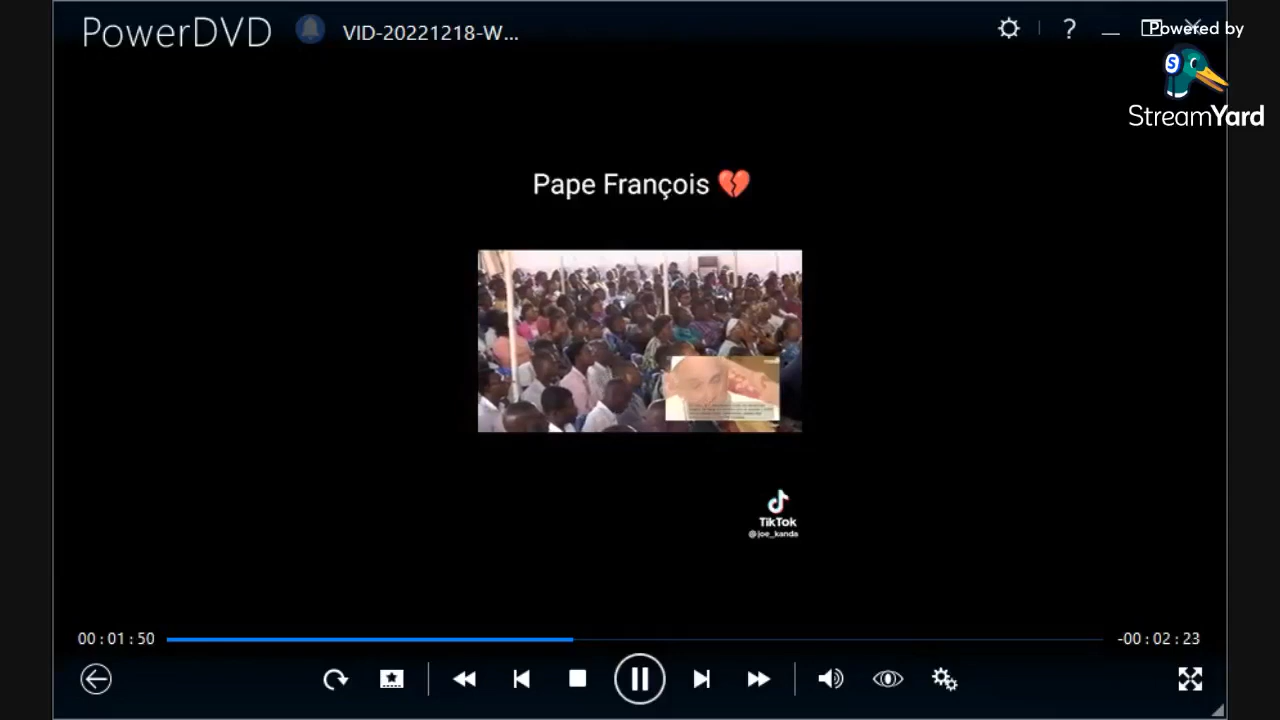 PowerDVD
VID-20221218-W...
?
Powered by
S
StreamYard
Pape François 💔
TikTok
@joe_kanda
00:01:50
-00:02:23